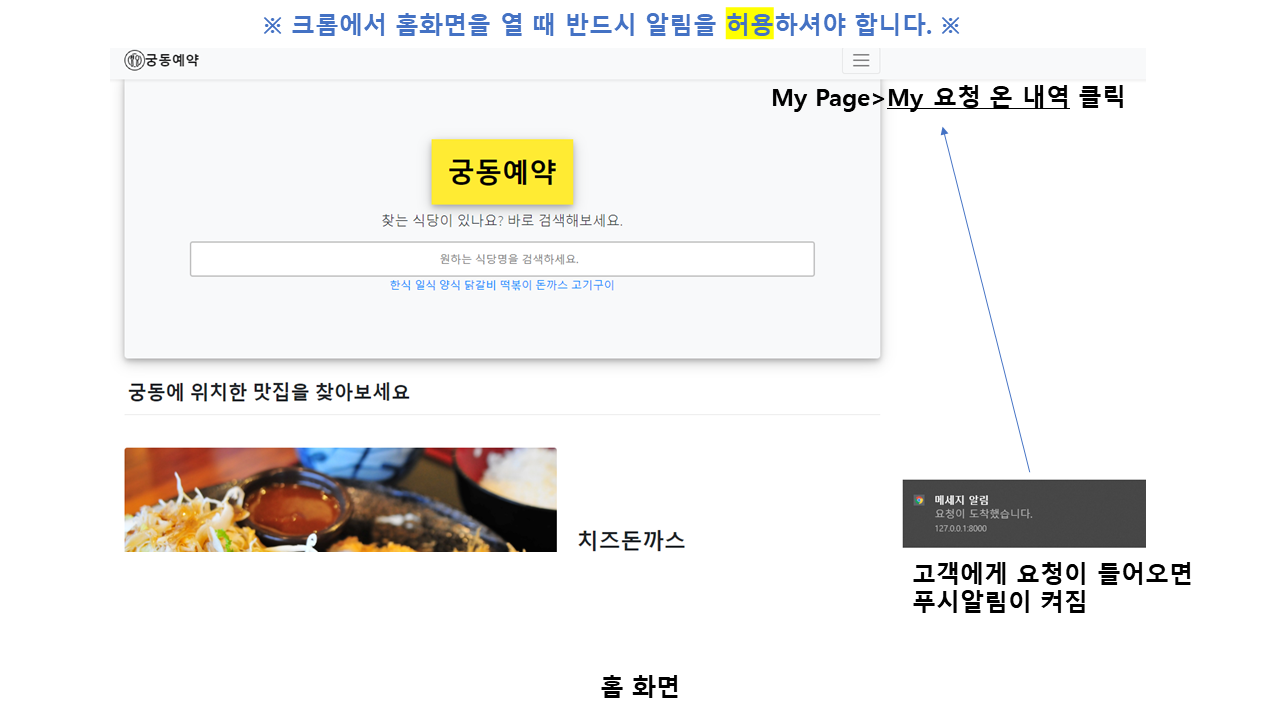 ※ 크롬에서 홈화면을 열 때 반드시 알림을 허용하셔야 합니다. ※
궁동예약
My Page>My 요청 온 내역 클릭
궁동예약
찾는 식당이 있나요? 바로 검색해보세요.
원하는 식당명을 검색하세요.
한식 일식 양식 닭갈비 떡볶이 돈까스 고기구이
궁동에 위치한 맛집을 찾아보세요
치즈돈까스
메세지 알림
요청이 도착했습니다.
127.0.0.1:8000
고객에게 요청이 들어오면
푸시알림이 켜짐
홈 화면